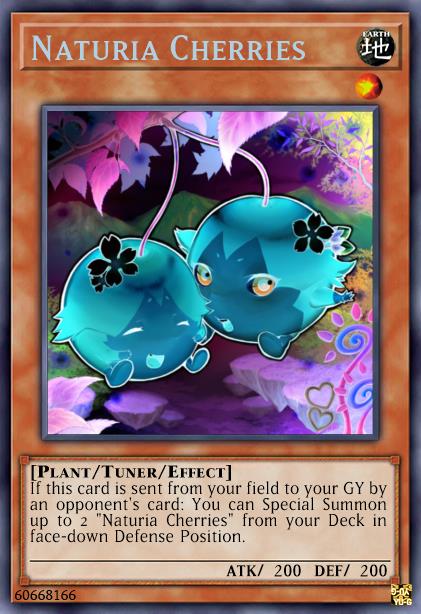 NATURIA CHERRIES
EARTH
地
[PLANT/TUNER/EFFECT]
If this card is sent from your field to your GY by
an opponent's card: You can Special Summon
up to 2 "Naturia Cherries" from your Deck in
face-down Defense Position.
ATK/ 200 DEF/ 200
60668166